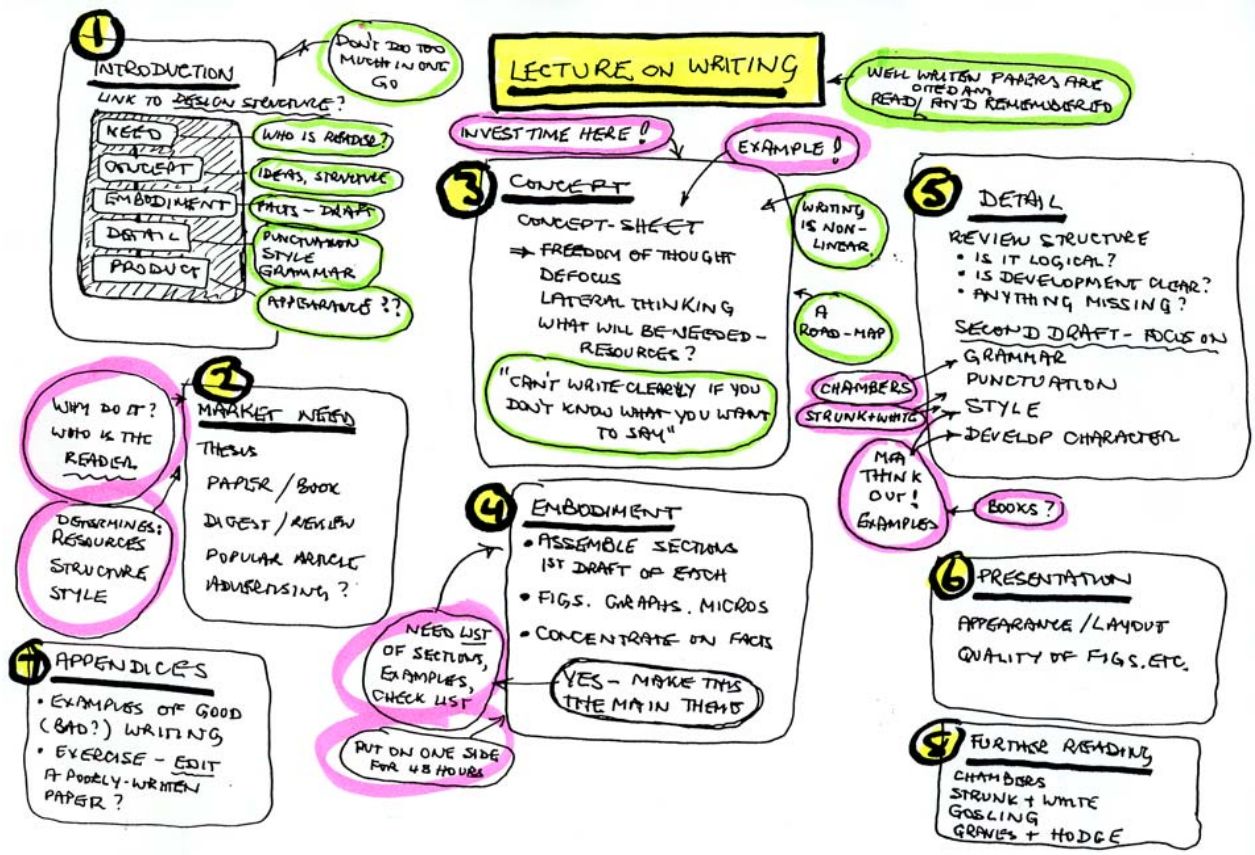 LECTURE ON WRITING
WELL WRITTEN PAPERS ARE
READ, AND REMEMBERED
1
INTRODUCTION
LINK TO DESIGN STRUCTURE?
DON'T DO TOO
MUCH IN ONE
GO
NEED
WHO IS READER?
CONCEPT
IDEAS, STRUCTURE
EMBODIMENT
FACTS - DRAFT
DETAIL
PUNCTUATION
STYLE
GRAMMAR
PRODUCT
APPEARANCE??
2
MARKET NEED
THESIS
PAPER / BOOK
DIGEST / REVIEW
POPULAR ARTICLE
ADVERTISING?
WHY DO IT?
WHO IS THE
READER
DETERMINES:
RESOURCES
STRUCTURE
STYLE
INVEST TIME HERE!
EXAMPLE!
3
CONCEPT
CONCEPT-SHEET
⇒ FREEDOM OF THOUGHT
DEFOCUS
LATERAL THINKING
WHAT WILL BE NEEDED -
RESOURCES?
"CAN'T WRITE CLEARLY IF YOU
DON'T KNOW WHAT YOU WANT
TO SAY"
WRITING
IS NON-
LINEAR
A
ROAD-MAP
4
EMBODIMENT
• ASSEMBLE SECTIONS
1ST DRAFT OF EACH
• FIGS. GRAPHS. MICROS
• CONCENTRATE ON FACTS
YES - MAKE THIS
THE MAIN THEME
NEED LIST
OF SECTIONS,
EXAMPLES,
CHECK LIST
PUT ON ONE SIDE
FOR 48 HOURS
5
DETAIL
REVIEW STRUCTURE
• IS IT LOGICAL?
• IS DEVELOPMENT CLEAR?
• ANYTHING MISSING?
SECOND DRAFT - FOCUS ON
GRAMMAR
PUNCTUATION
STYLE
DEVELOP CHARACTER
CHAMBERS
STRUNK + WHITE
MFA
THINK
OUT!
EXAMPLES
BOOKS?
6
PRESENTATION
APPEARANCE / LAYOUT
QUALITY OF FIGS. ETC.
7
APPENDICES
• EXAMPLES OF GOOD
(BAD?) WRITING
• EXERCISE - EDIT
A POORLY-WRITTEN
PAPER?
8
FURTHER READING
CHAMBERS
STRUNK + WHITE
GOSLING
GRAVES + HODGE